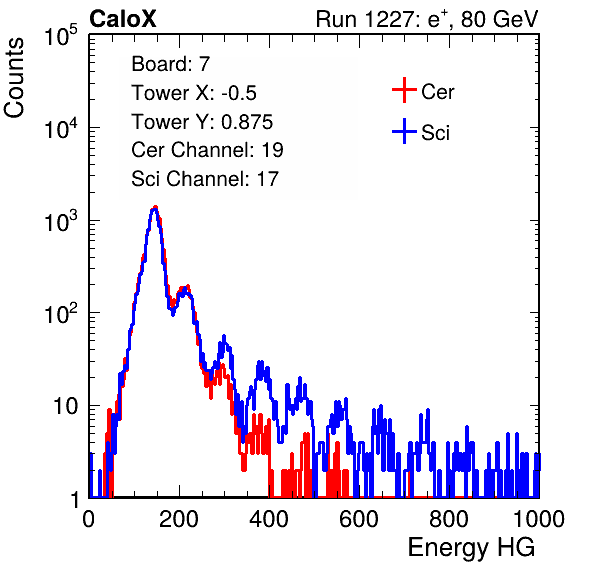 CaloX Run 1227: e⁺, 80 GeV
Counts
10⁵
10⁴
10³
10²
10
1
Board: 7
Tower X: -0.5
Tower Y: 0.875
Cer Channel: 19
Sci Channel: 17
Cer
Sci
0 200 400 600 800 1000
Energy HG